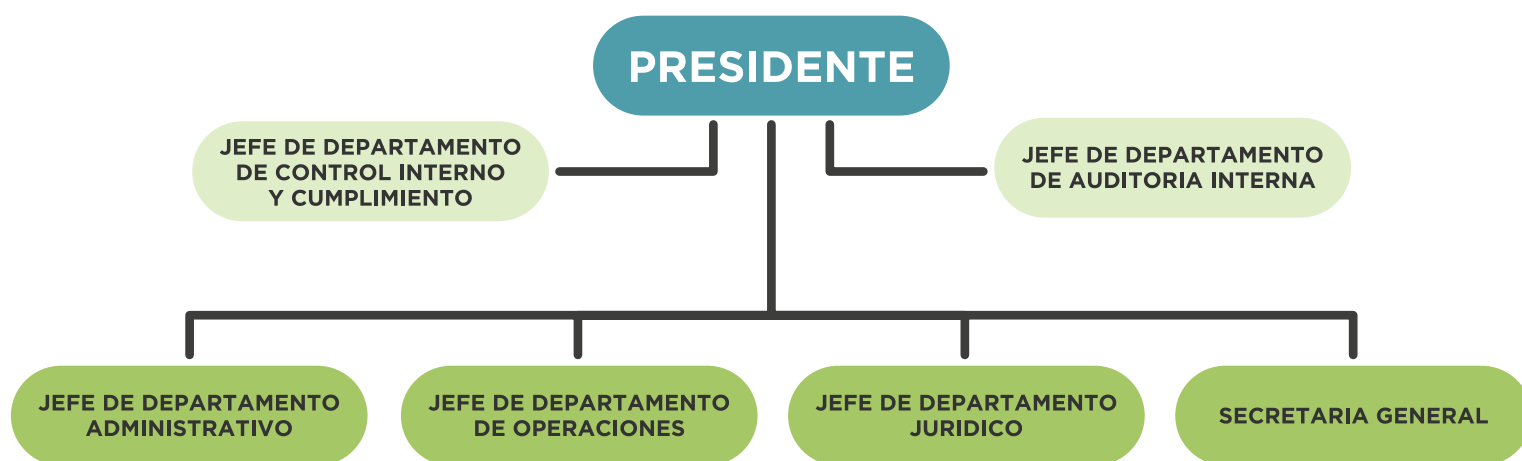 PRESIDENTE
JEFE DE DEPARTAMENTO
DE CONTROL INTERNO
Y CUMPLIMIENTO
JEFE DE DEPARTAMENTO
DE AUDITORIA INTERNA
JEFE DE DEPARTAMENTO
ADMINISTRATIVO
JEFE DE DEPARTAMENTO
DE OPERACIONES
JEFE DE DEPARTAMENTO
JURIDICO
SECRETARIA GENERAL